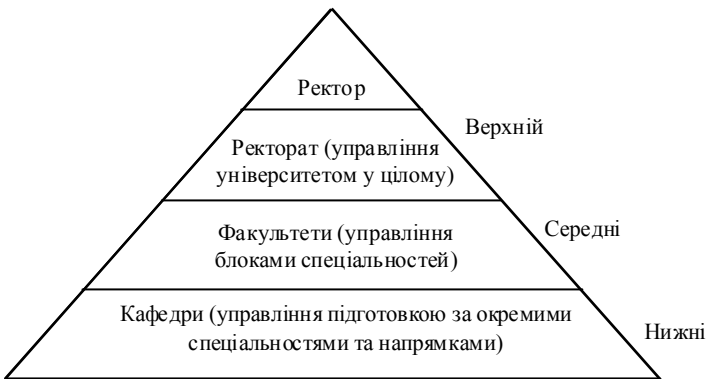 Ректор
Верхній
Ректорат (управління
університетом у цілому)
Середні
Факультети (управління
блоками спеціальностей)
Кафедри (управління підготовкою за окремими
спеціальностями та напрямками)
Нижні